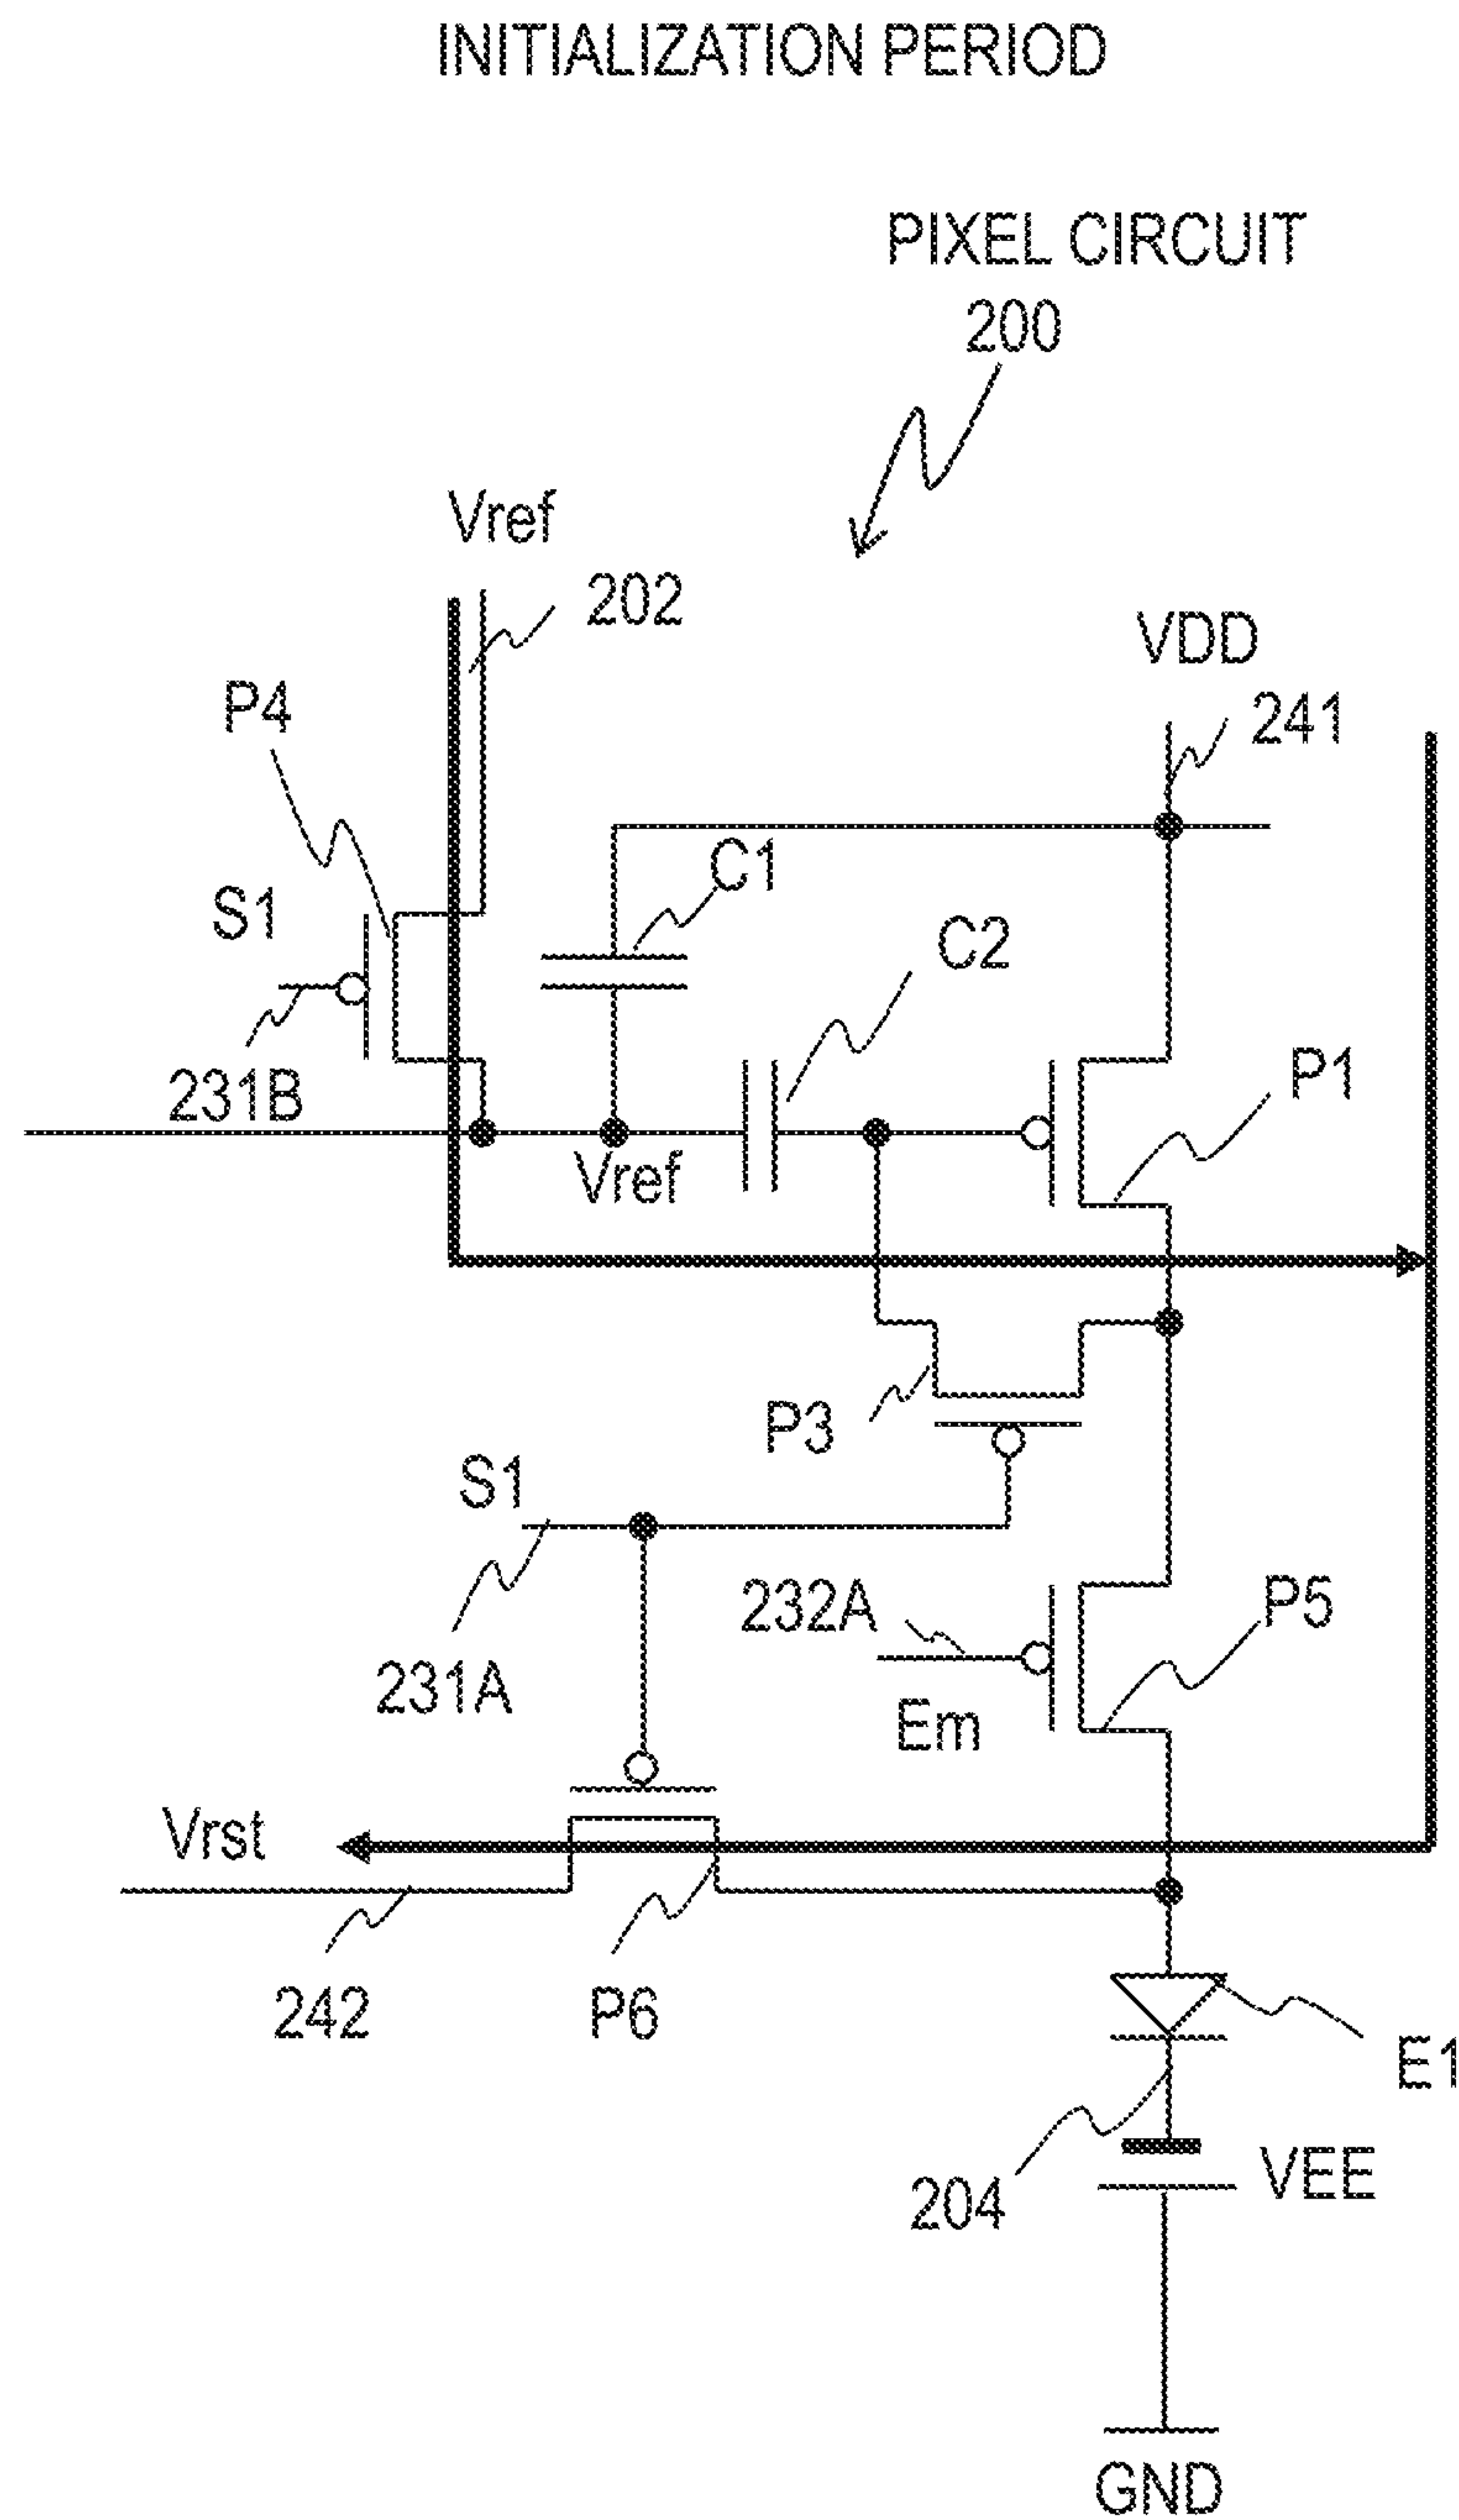 INITIALIZATION PERIOD
PIXEL CIRCUIT
200
Vref
202
VDD
P4
241
C1
S1
C2
P1
231B
Vref
P3
S1
232A
P5
231A
Em
Vrst
242
P6
E1
VEE
204
GND